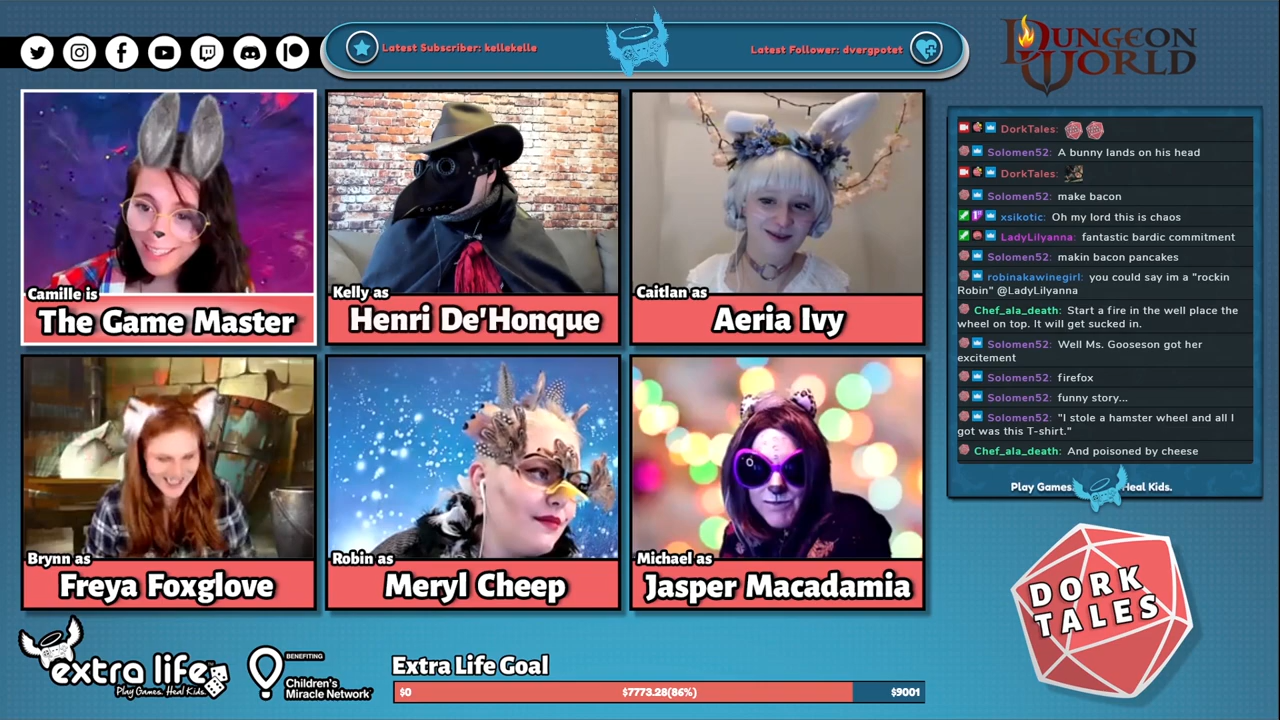 Latest Subscriber: kellekelle
Latest Follower: dvergpotet
DUNGEON
WORLD
Camille is
The Game Master
Kelly as
Henri De'Honque
Caitlan as
Aeria Ivy
Brynn as
Freya Foxglove
Robin as
Meryl Cheep
Michael as
Jasper Macadamia
DorkTales:
Solomen52: A bunny lands on his head
DorkTales:
Solomen52: make bacon
xsikotic: Oh my lord this is chaos
LadyLilyanna: fantastic bardic commitment
Solomen52: makin bacon pancakes
robinakawinegirl: you could say im a "rockin
Robin" @LadyLilyanna
Chef_ala_death: Start a fire in the well place the
wheel on top. It will get sucked in.
Solomen52: Well Ms. Gooseson got her
excitement
Solomen52: firefox
Solomen52: funny story...
Solomen52: "I stole a hamster wheel and all I
got was this T-shirt."
Chef_ala_death: And poisoned by cheese
Play Games. Heal Kids.
DORK
TALES
extra life
Play Games. Heal Kids.
BENEFITING
Children's
Miracle Network
Extra Life Goal
$0 $7773.28(86%) $9001